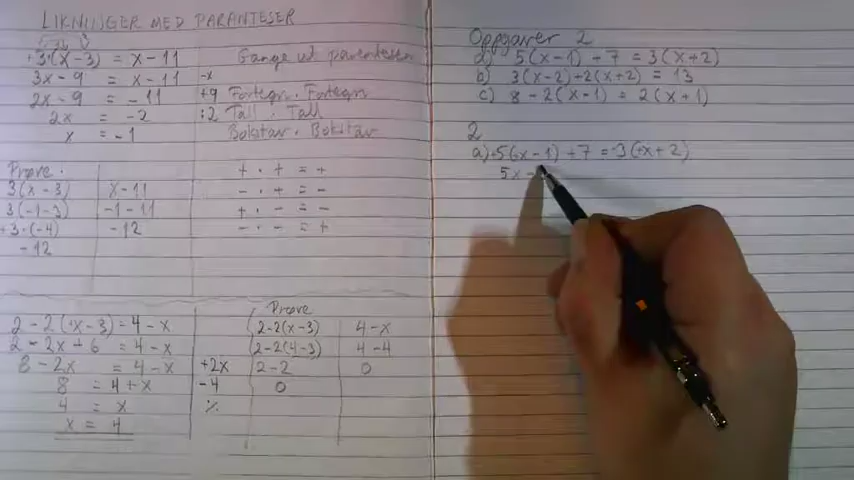 LIKNINGER MED PARANTESER
+3·(x-3) = x-11
3x-9 = x-11 -x
2x-9 = -11 +9
2x = -2 :2
x = -1
Gange ut parentesen
Fortegn · Fortegn
Tall · Tall
Bokstav · Bokstav
Prøve:
3(x-3) x-11
3(-1-3) -1-11
+3·(-4) -12
-12
+ · + = +
- · + = -
+ · - = -
- · - = +
2-2(x-3)=4-x
2-2x+6 = 4-x
8-2x = 4-x +2x
8 = 4+x -4
4 = x
x = 4
Prøve
2-2(x-3) 4-x
2-2(4-3) 4-4
2-2 0
0
Oppgaver 2
a) 5(x-1)+7 = 3(x+2)
b) 3(x-2)+2(x+2) = 13
c) 8-2(x-1) = 2(x+1)
2
a) +5(+x-1)+7 = 3(+x+2)
5x -